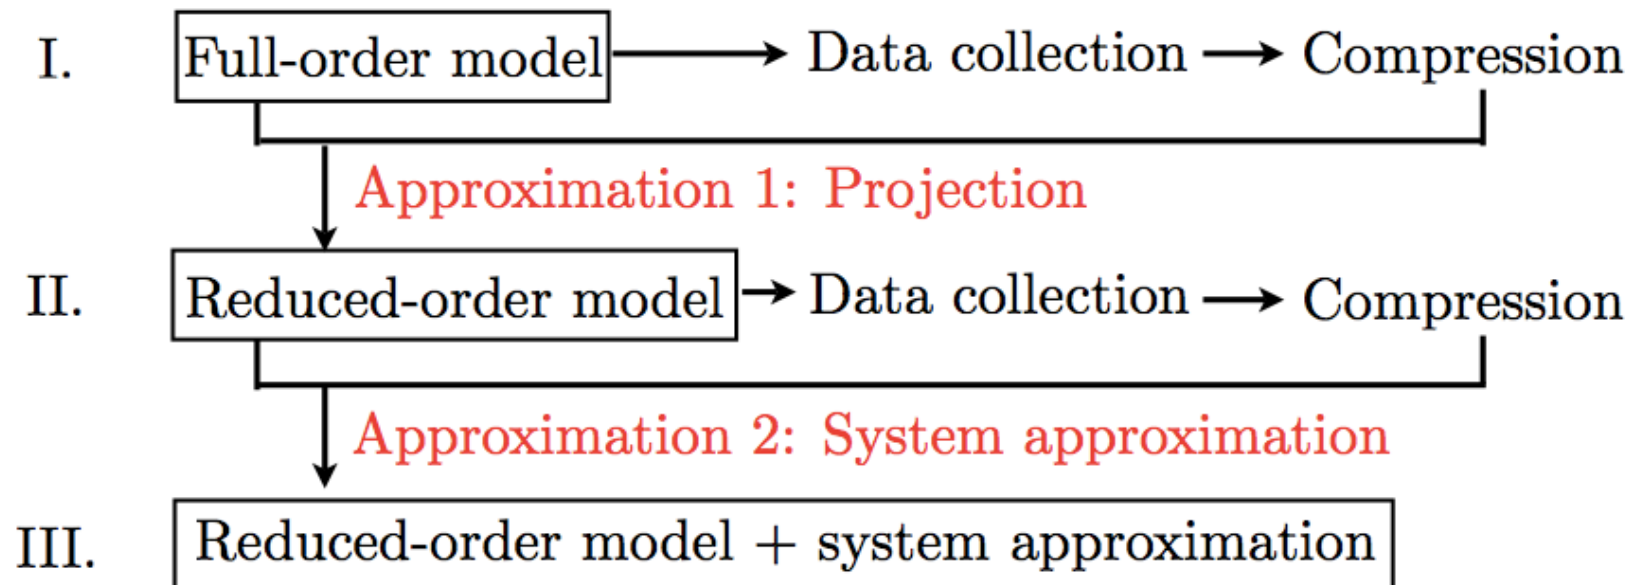 I. Full-order model Data collection Compression
Approximation 1: Projection
II. Reduced-order model Data collection Compression
Approximation 2: System approximation
III. Reduced-order model + system approximation